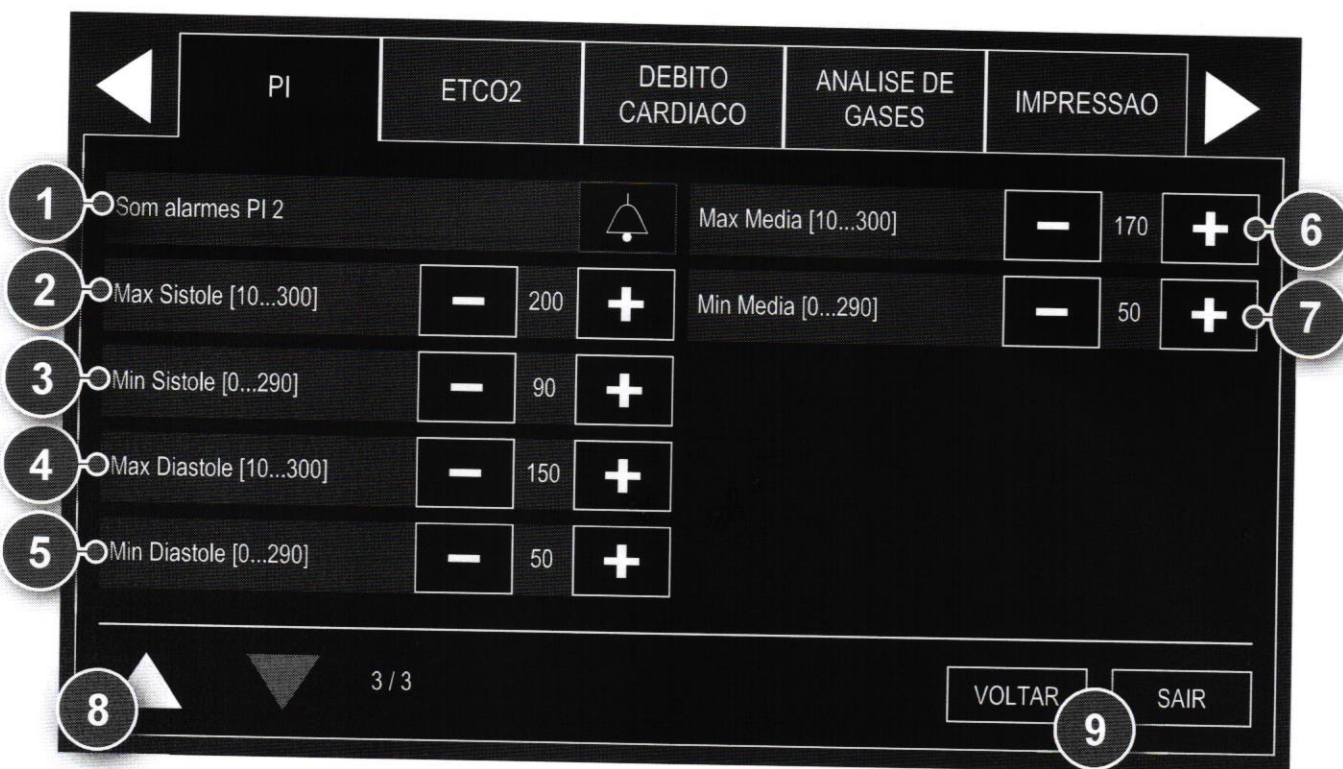 PI
ETCO2
DEBITO
CARDIACO
ANALISE DE
GASES
IMPRESSAO
1
Som alarmes PI 2
2
Max Sistole [10...300]
− 200 +
3
Min Sistole [0...290]
− 90 +
4
Max Diastole [10...300]
− 150 +
5
Min Diastole [0...290]
− 50 +
Max Media [10...300]
− 170 +
6
Min Media [0...290]
− 50 +
7
8
3 / 3
VOLTAR
9
SAIR